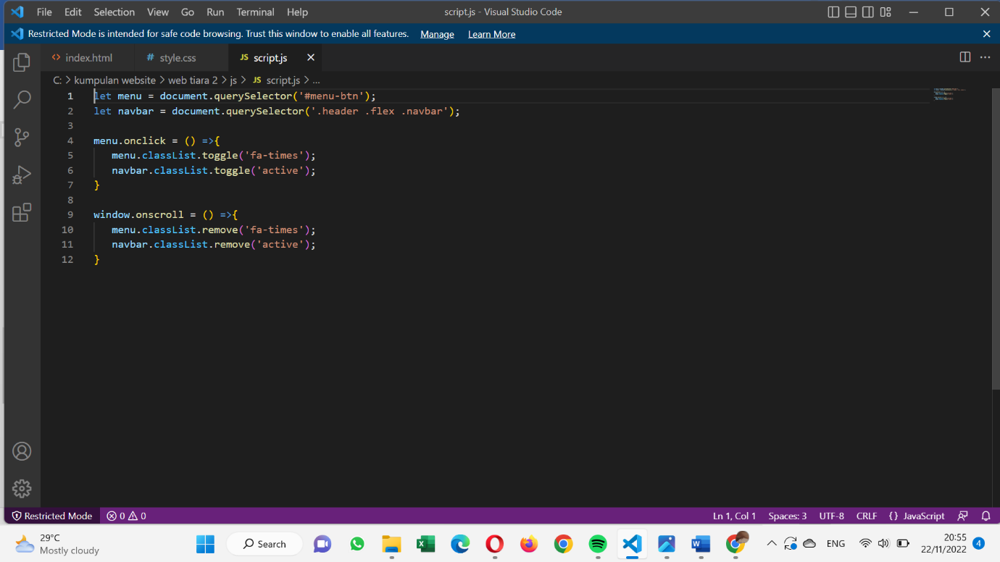 File Edit Selection View Go Run Terminal Help script.js - Visual Studio Code
Restricted Mode is intended for safe code browsing. Trust this window to enable all features. Manage Learn More
<> index.html # style.css JS script.js
C: > kumpulan website > web tiara 2 > js > JS script.js > ...
1 let menu = document.querySelector('#menu-btn');
2 let navbar = document.querySelector('.header .flex .navbar');
3
4 menu.onclick = () =>{
5 menu.classList.toggle('fa-times');
6 navbar.classList.toggle('active');
7 }
8
9 window.onscroll = () =>{
10 menu.classList.remove('fa-times');
11 navbar.classList.remove('active');
12 }
Restricted Mode 0 0 Ln 1, Col 1 Spaces: 3 UTF-8 CRLF {} JavaScript
29°C
Mostly cloudy
Search
ENG
20:55
22/11/2022
4